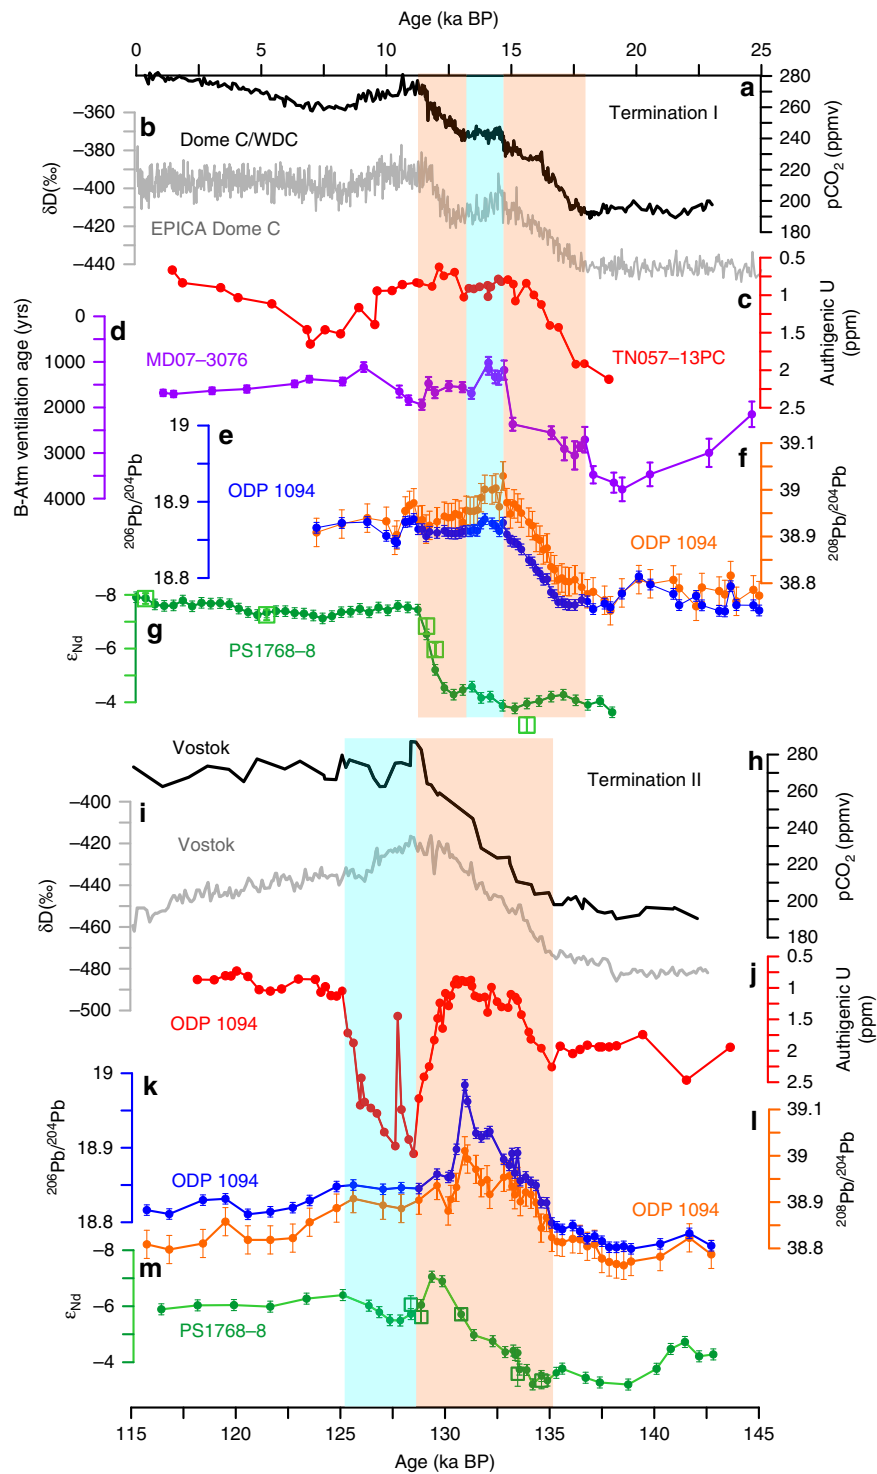 Age (ka BP)
0 5 10 15 20 25
a
280
260
240
220
200
180
pCO2 (ppmv)
Termination I
Dome C/WDC
b
–360
–380
–400
–420
–440
δD(‰)
EPICA Dome C
c
0.5
1
1.5
2
2.5
Authigenic U
(ppm)
TN057–13PC
d
0
1000
2000
3000
4000
B-Atm ventilation age (yrs)
MD07–3076
e
19
18.9
18.8
206Pb/204Pb
ODP 1094
f
39.1
39
38.9
38.8
208Pb/204Pb
ODP 1094
g
–8
–6
–4
εNd
PS1768–8
h
280
260
240
220
200
180
pCO2 (ppmv)
Vostok
Termination II
i
–400
–420
–440
–460
–480
–500
δD(‰)
Vostok
j
0.5
1
1.5
2
2.5
Authigenic U
(ppm)
ODP 1094
k
19
18.9
18.8
206Pb/204Pb
ODP 1094
l
39.1
39
38.9
38.8
208Pb/204Pb
ODP 1094
m
–8
–6
–4
εNd
PS1768–8
115 120 125 130 135 140 145
Age (ka BP)